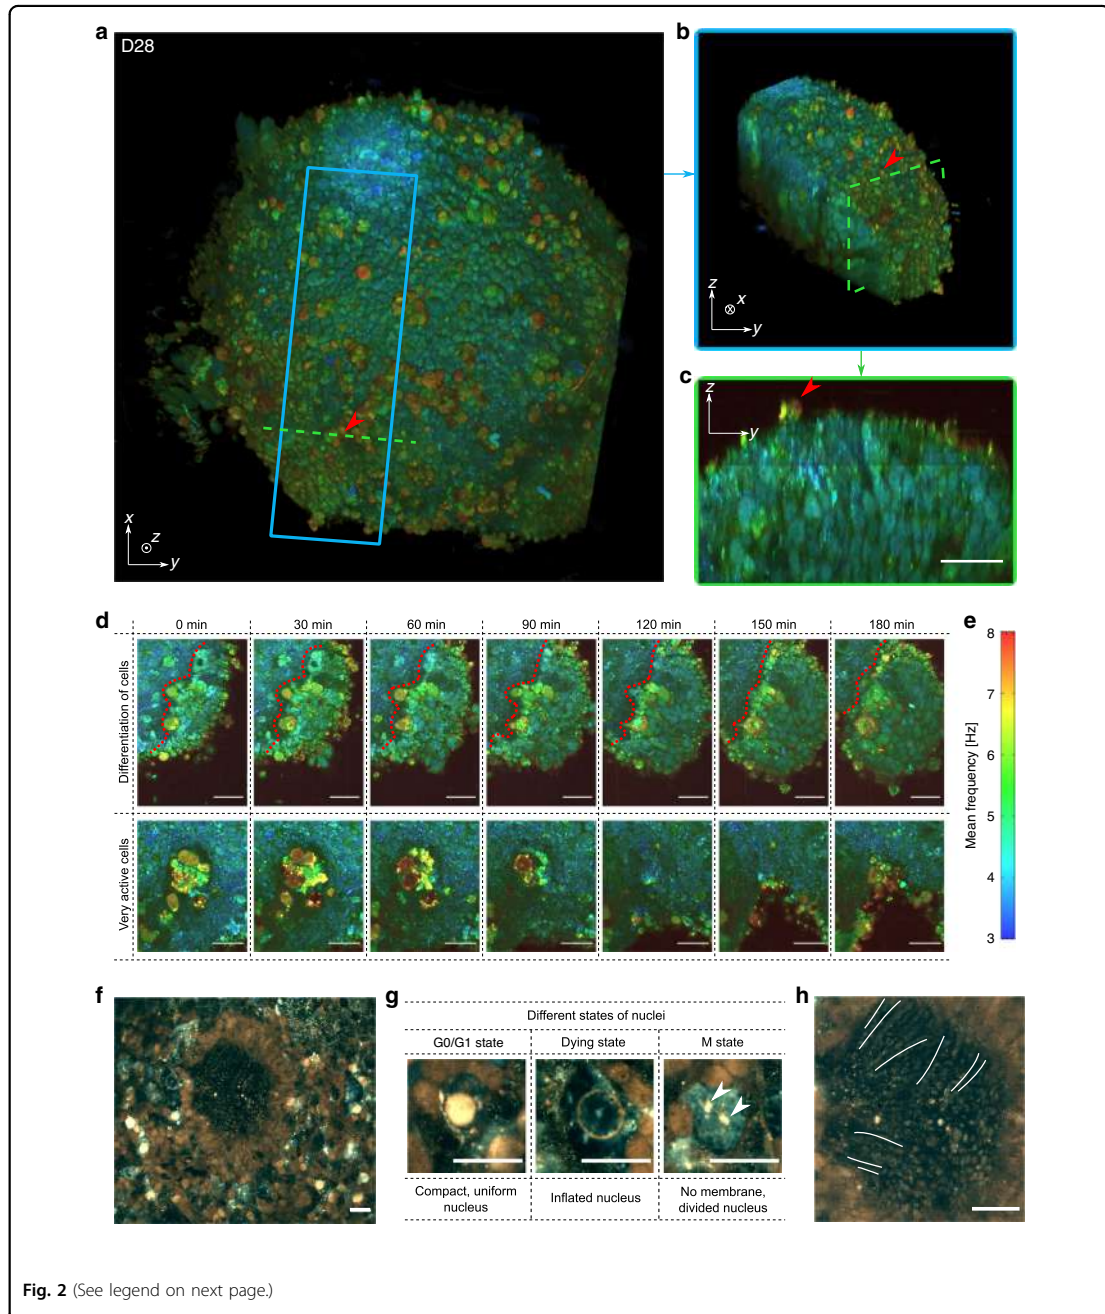 a
D28
x
z
y
b
z
x
y
c
z
y
d
0 min 30 min 60 min 90 min 120 min 150 min 180 min
Differentiation of cells
Very active cells
e
8
7
6
5
4
3
Mean frequency [Hz]
f
g
Different states of nuclei
G0/G1 state Dying state M state
Compact, uniform nucleus
Inflated nucleus
No membrane, divided nucleus
h
Fig. 2 (See legend on next page.)